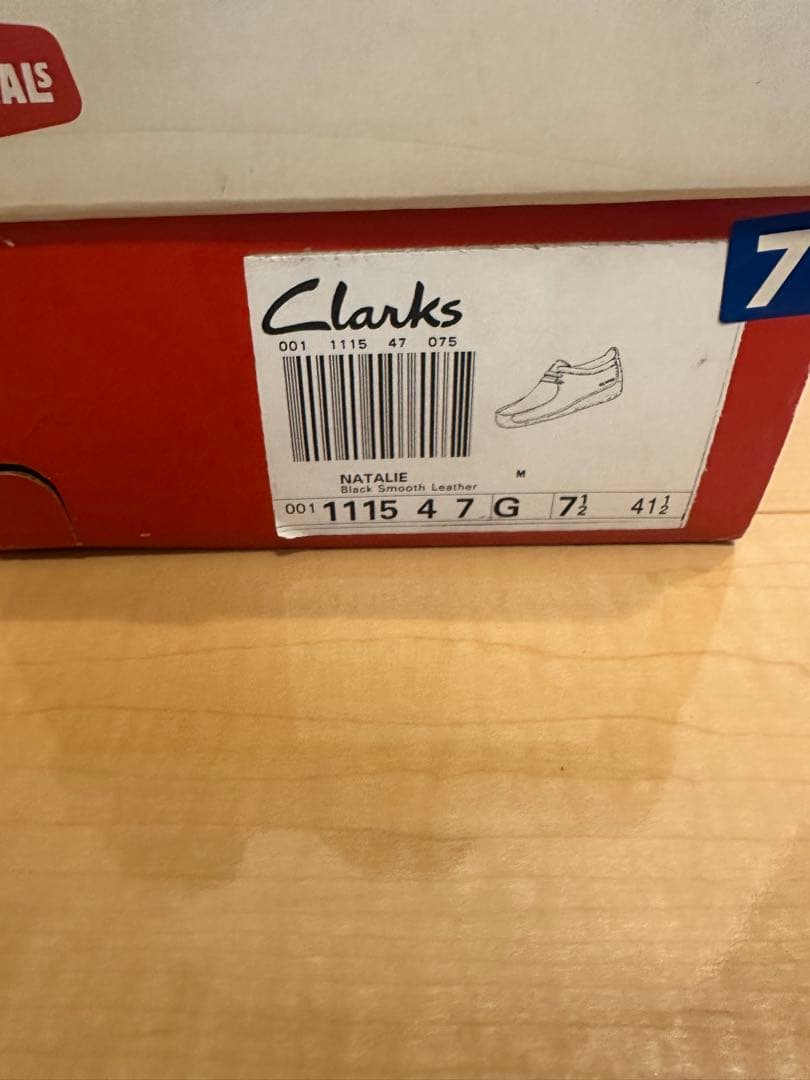 ALS
7
Clarks
001 1115 47 075
NATALIE M
Black Smooth Leather
001 1115 4 7 G 7½ 41½